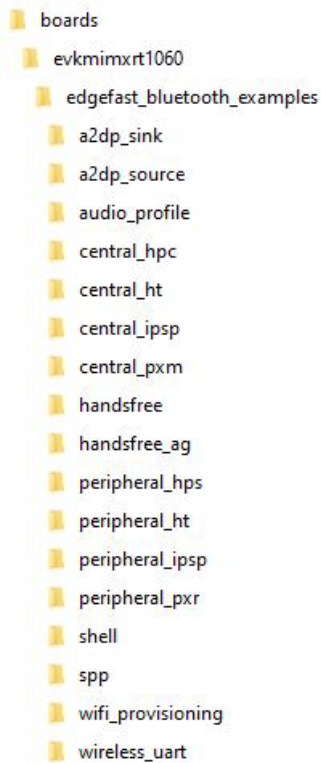 boards
evkmimxrt1060
edgefast_bluetooth_examples
a2dp_sink
a2dp_source
audio_profile
central_hpc
central_ht
central_ipsp
central_pxm
handsfree
handsfree_ag
peripheral_hps
peripheral_ht
peripheral_ipsp
peripheral_pxr
shell
spp
wifi_provisioning
wireless_uart